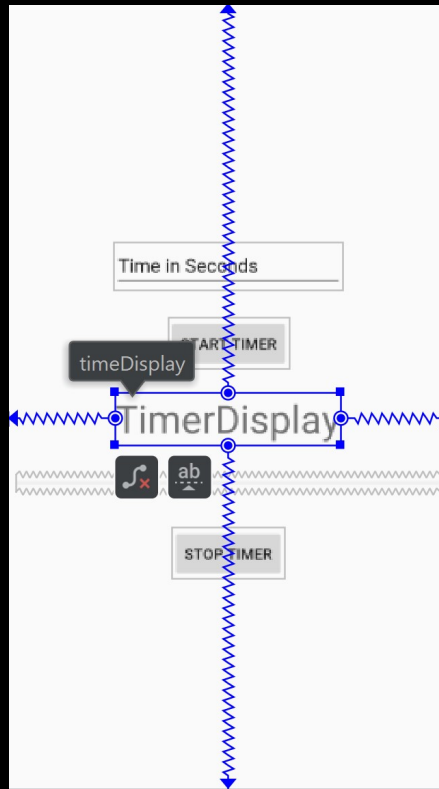 Time in Seconds
START TIMER
timeDisplay
TimerDisplay
ab
STOP TIMER